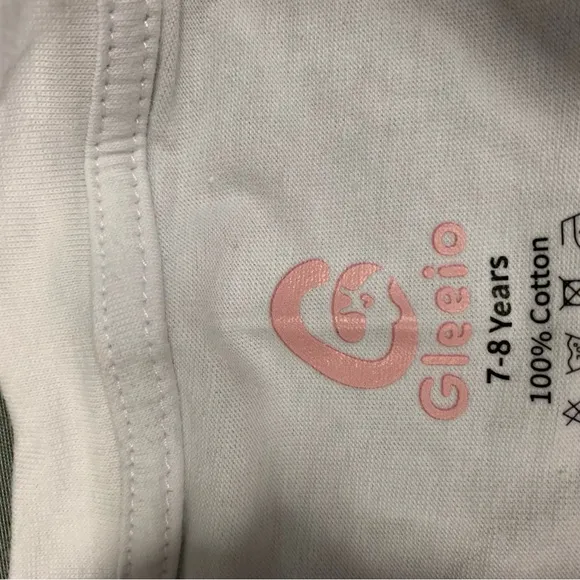 Gleeio
7-8 Years
100% Cotton